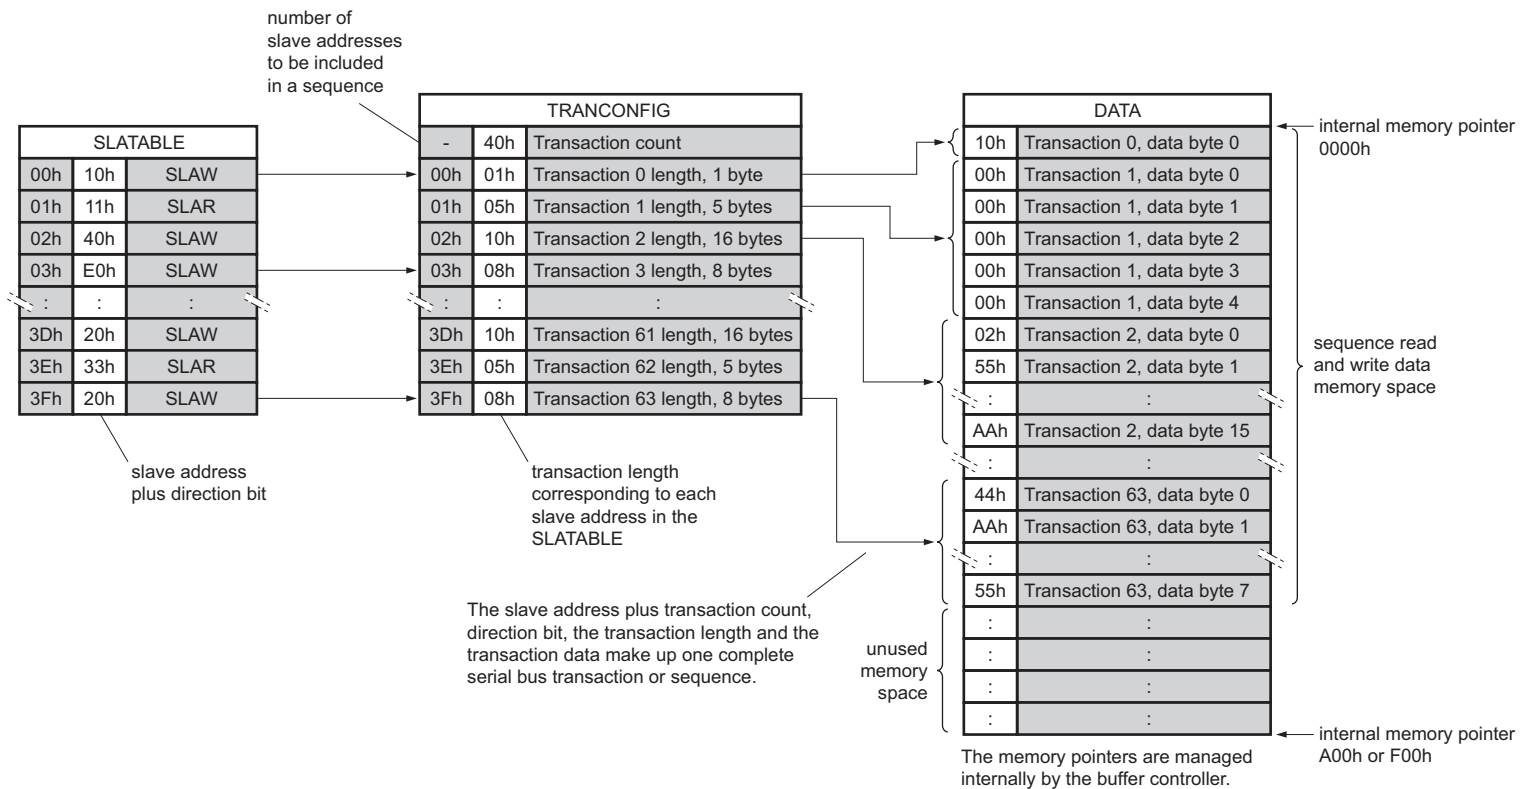 number of
slave addresses
to be included
in a sequence
SLATABLE
00h 10h SLAW
01h 11h SLAR
02h 40h SLAW
03h E0h SLAW
: : :
3Dh 20h SLAW
3Eh 33h SLAR
3Fh 20h SLAW
slave address
plus direction bit
TRANCONFIG
- 40h Transaction count
00h 01h Transaction 0 length, 1 byte
01h 05h Transaction 1 length, 5 bytes
02h 10h Transaction 2 length, 16 bytes
03h 08h Transaction 3 length, 8 bytes
: : :
3Dh 10h Transaction 61 length, 16 bytes
3Eh 05h Transaction 62 length, 5 bytes
3Fh 08h Transaction 63 length, 8 bytes
transaction length
corresponding to each
slave address in the
SLATABLE
The slave address plus transaction count,
direction bit, the transaction length and the
transaction data make up one complete
serial bus transaction or sequence.
DATA
10h Transaction 0, data byte 0
00h Transaction 1, data byte 0
00h Transaction 1, data byte 1
00h Transaction 1, data byte 2
00h Transaction 1, data byte 3
00h Transaction 1, data byte 4
02h Transaction 2, data byte 0
55h Transaction 2, data byte 1
: :
AAh Transaction 2, data byte 15
: :
44h Transaction 63, data byte 0
AAh Transaction 63, data byte 1
: :
55h Transaction 63, data byte 7
: :
: :
: :
: :
unused
memory
space
internal memory pointer
0000h
sequence read
and write data
memory space
internal memory pointer
A00h or F00h
The memory pointers are managed
internally by the buffer controller.